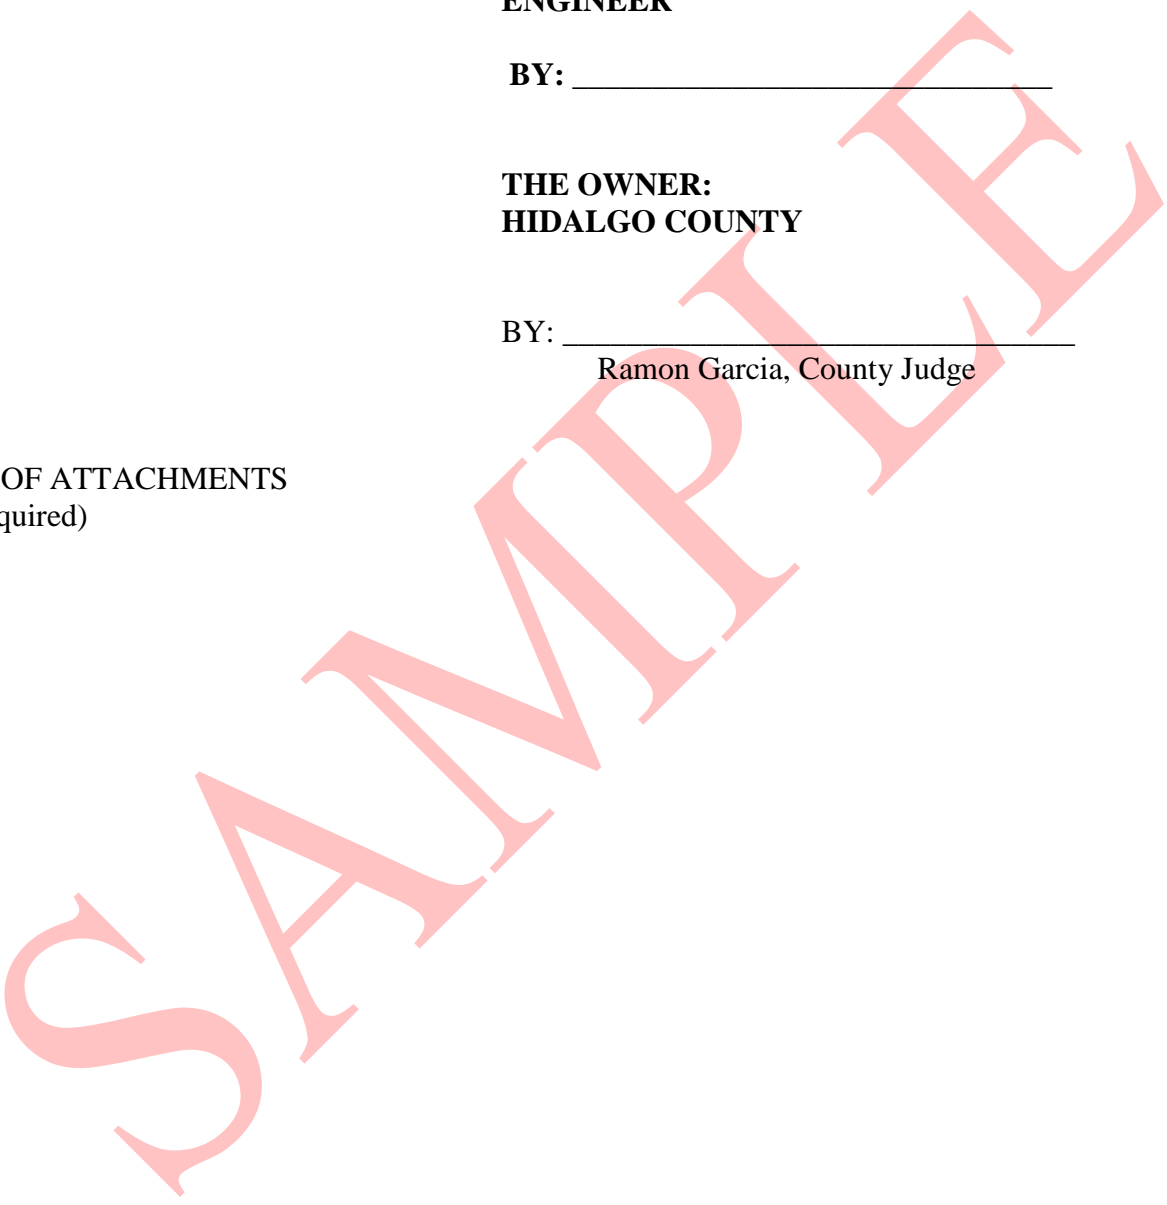 ENGINEER
BY: ______________________________
THE OWNER:
HIDALGO COUNTY
BY: ________________________________
Ramon Garcia, County Judge
OF ATTACHMENTS
quired)
SAMPLE